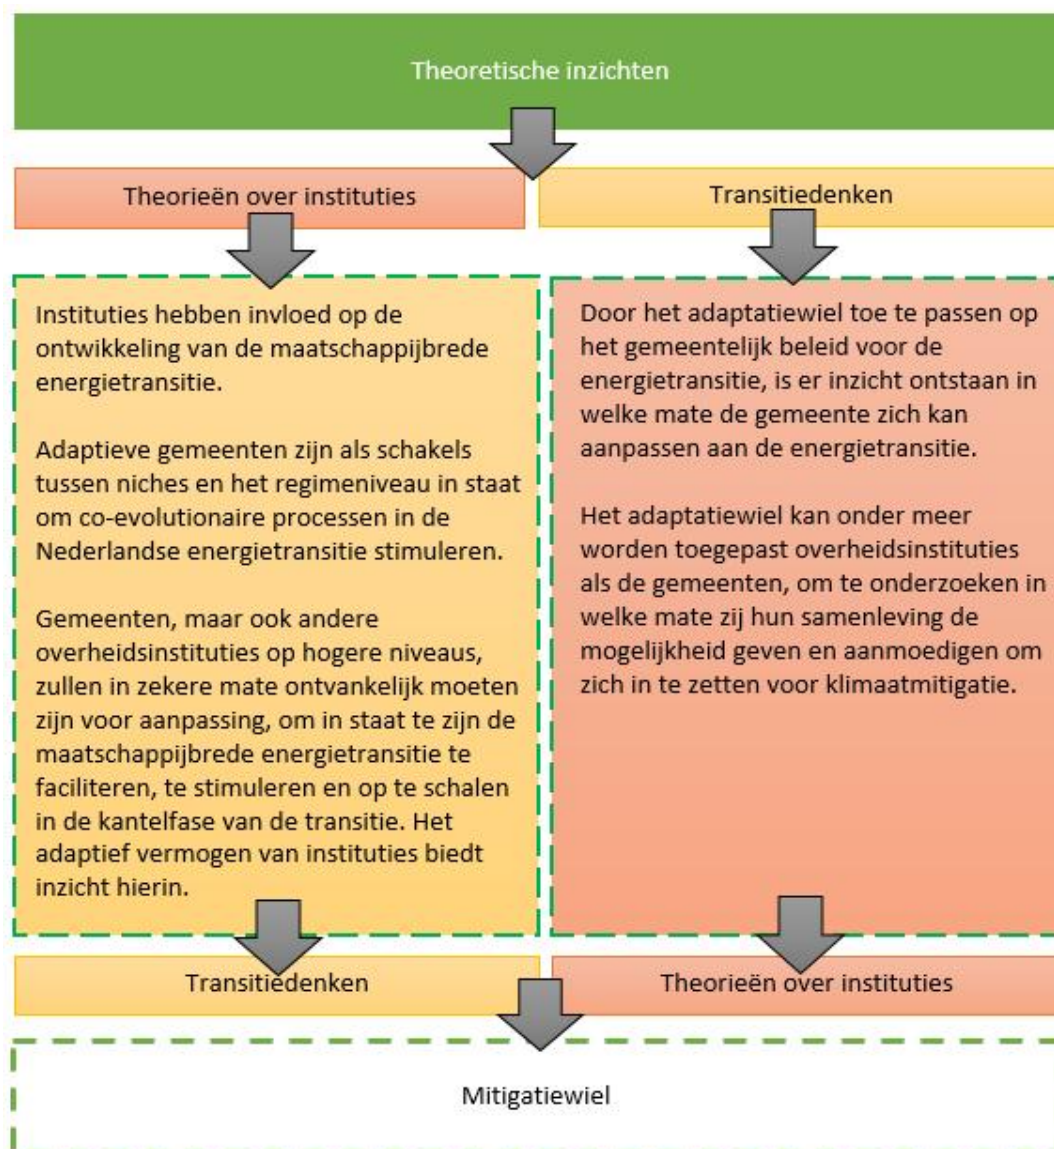 Theoretische inzichten
Theorieën over instituties
Transitiedenken
Instituties hebben invloed op de
ontwikkeling van de maatschappijbrede
energietransitie.
Adaptieve gemeenten zijn als schakels
tussen niches en het regimeniveau in staat
om co-evolutionaire processen in de
Nederlandse energietransitie stimuleren.
Gemeenten, maar ook andere
overheidsinstituties op hogere niveaus,
zullen in zekere mate ontvankelijk moeten
zijn voor aanpassing, om in staat te zijn de
maatschappijbrede energietransitie te
faciliteren, te stimuleren en op te schalen
in de kantelfase van de transitie. Het
adaptief vermogen van instituties biedt
inzicht hierin.
Door het adaptatiewiel toe te passen op
het gemeentelijk beleid voor de
energietransitie, is er inzicht ontstaan in
welke mate de gemeente zich kan
aanpassen aan de energietransitie.
Het adaptatiewiel kan onder meer
worden toegepast overheidsinstituties
als de gemeenten, om te onderzoeken in
welke mate zij hun samenleving de
mogelijkheid geven en aanmoedigen om
zich in te zetten voor klimaatmitigatie.
Transitiedenken
Theorieën over instituties
Mitigatiewiel